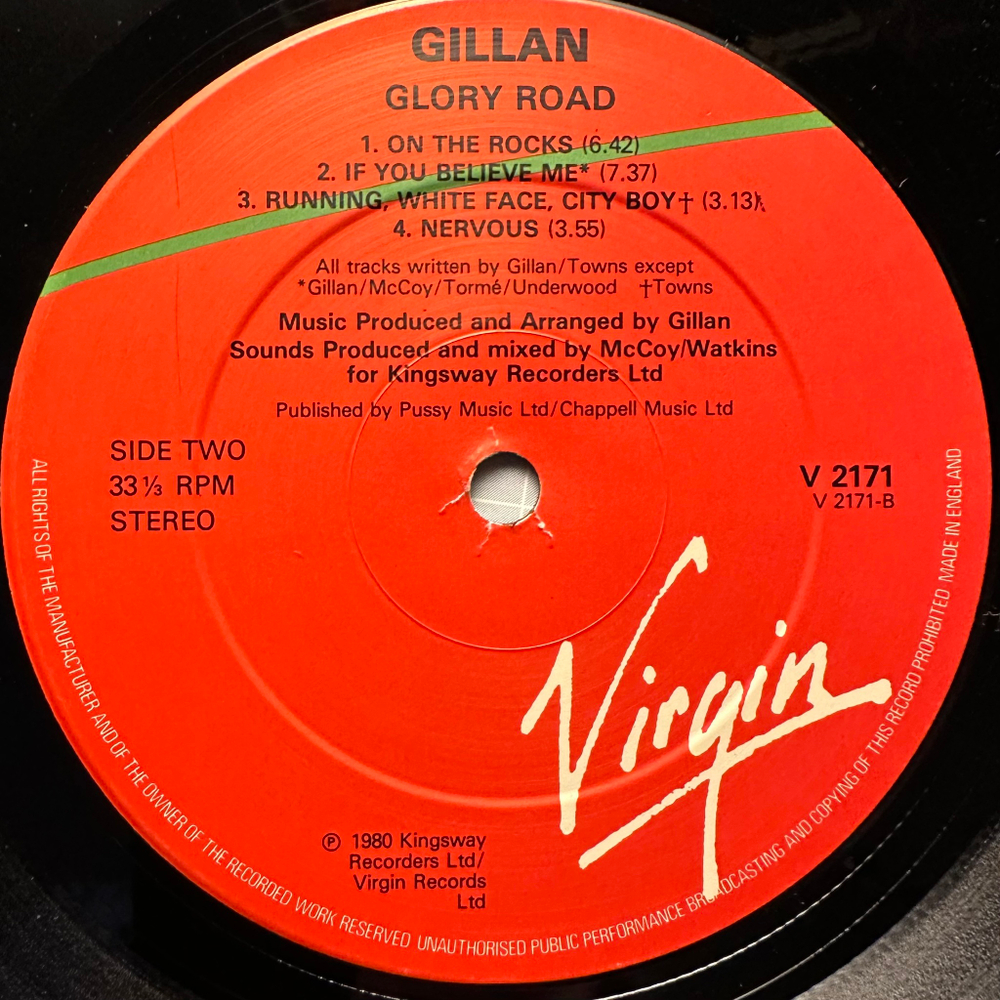 GILLAN
GLORY ROAD
1. ON THE ROCKS (6.42)
2. IF YOU BELIEVE ME* (7.37)
3. RUNNING, WHITE FACE, CITY BOY† (3.13)
4. NERVOUS (3.55)
All tracks written by Gillan/Towns except
*Gillan/McCoy/Tormé/Underwood †Towns
Music Produced and Arranged by Gillan
Sounds Produced and mixed by McCoy/Watkins
for Kingsway Recorders Ltd
Published by Pussy Music Ltd/Chappell Music Ltd
SIDE TWO
33⅓ RPM
STEREO
V 2171
V 2171-B
Virgin
℗ 1980 Kingsway
Recorders Ltd/
Virgin Records
Ltd
ALL RIGHTS OF THE MANUFACTURER AND OF THE OWNER OF THE RECORDED WORK RESERVED UNAUTHORISED PUBLIC PERFORMANCE BROADCASTING AND COPYING OF THIS RECORD PROHIBITED MADE IN ENGLAND